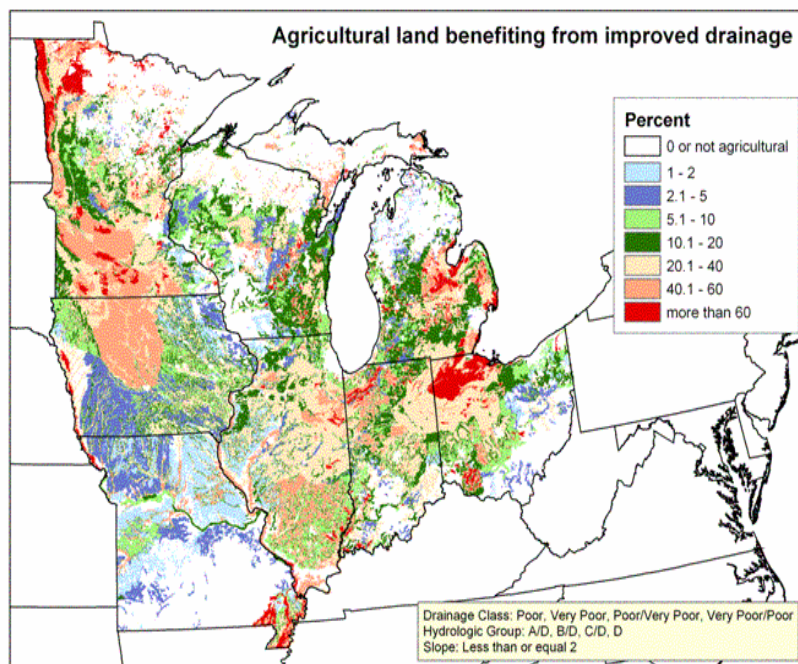 Agricultural land benefiting from improved drainage
Percent
0 or not agricultural
1 - 2
2.1 - 5
5.1 - 10
10.1 - 20
20.1 - 40
40.1 - 60
more than 60
Drainage Class: Poor, Very Poor, Poor/Very Poor, Very Poor/Poor
Hydrologic Group: A/D, B/D, C/D, D
Slope: Less than or equal 2